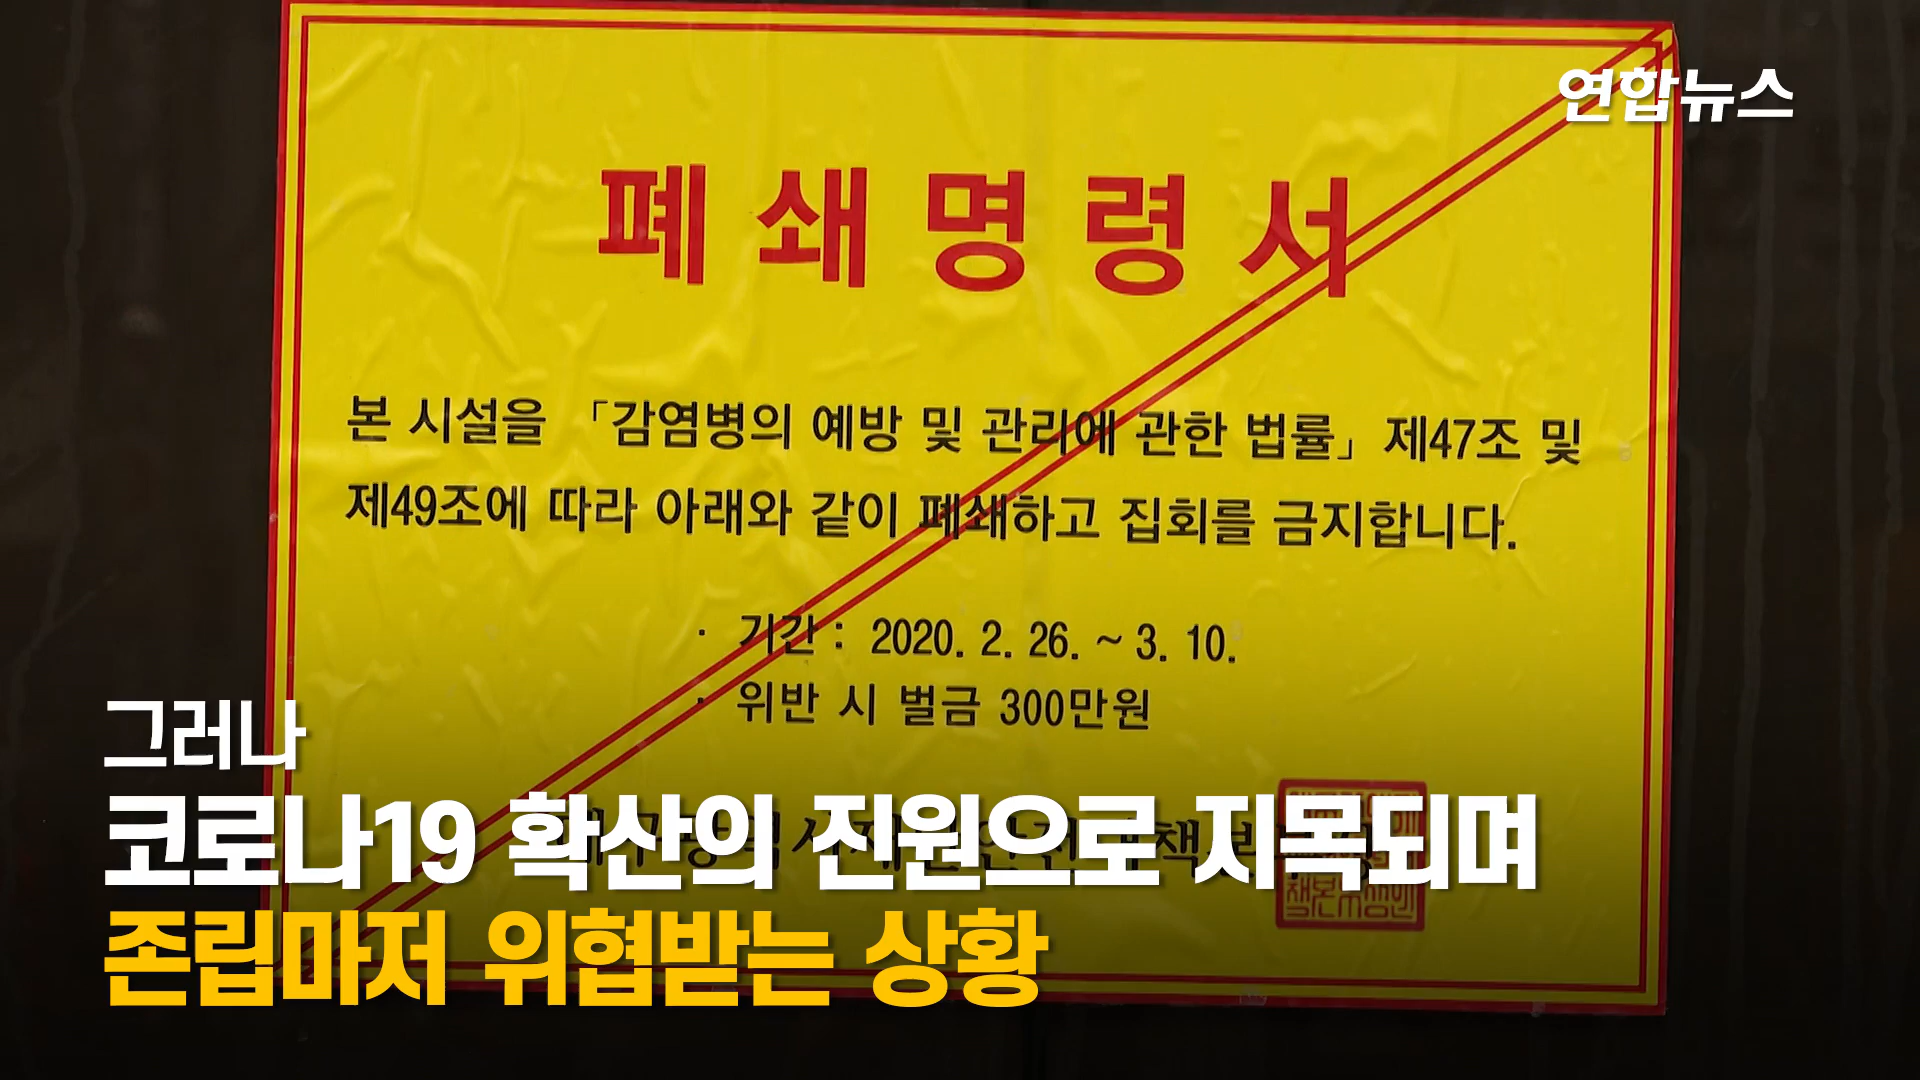 연합뉴스
폐쇄명령서
본 시설을 「감염병의 예방 및 관리에 관한 법률」 제47조 및
제49조에 따라 아래와 같이 폐쇄하고 집회를 금지합니다.
· 기간 : 2020. 2. 26. ~ 3. 10.
· 위반 시 벌금 300만원
그러나
코로나19 확산의 진원으로 지목되며
존립마저 위협받는 상황